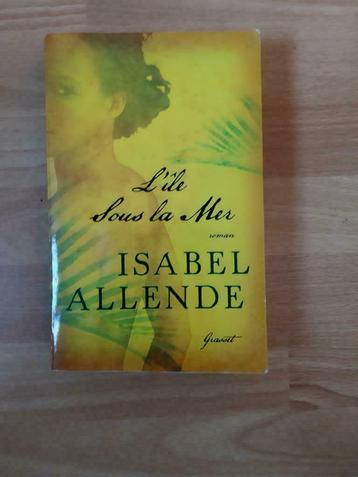 L'île
Sous la Mer
roman
ISABEL
ALLENDE
Grasset